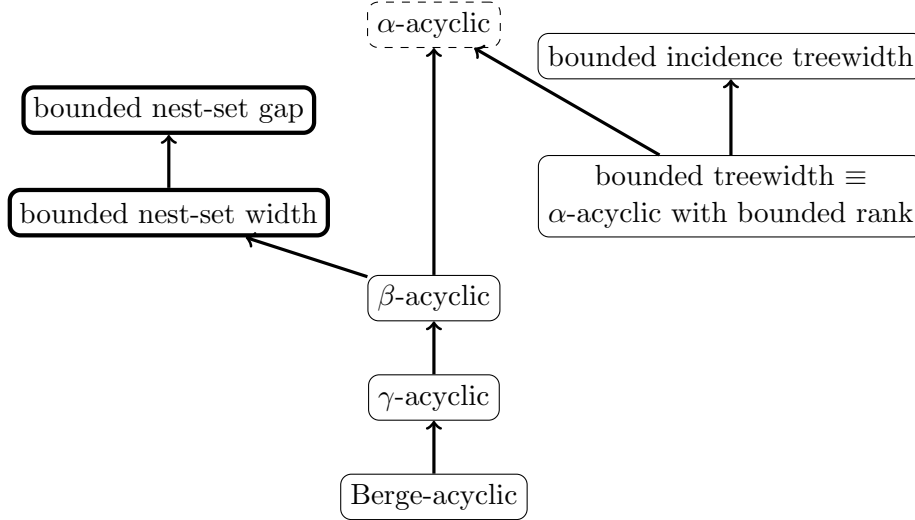 α-acyclic
bounded incidence treewidth
bounded nest-set gap
bounded treewidth ≡
α-acyclic with bounded rank
bounded nest-set width
β-acyclic
γ-acyclic
Berge-acyclic